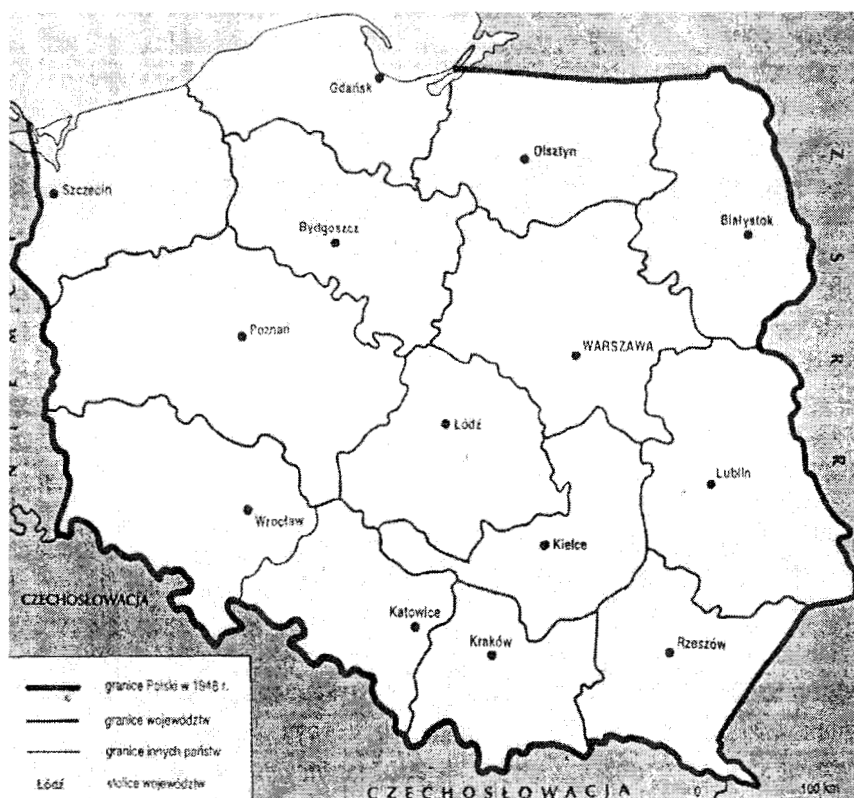 Gdańsk
Olsztyn
Szczecin
Białystok
Bydgoszcz
Poznań
WARSZAWA
Łódź
Lublin
Wrocław
Kielce
Katowice
Kraków
Rzeszów
Z S R R
CZECHOSŁOWACJA
granice Polski w 1948 r.
granice województw
granice innych państw
Łódź stolice województw
CZECHOSŁOWACJA
0 100 km